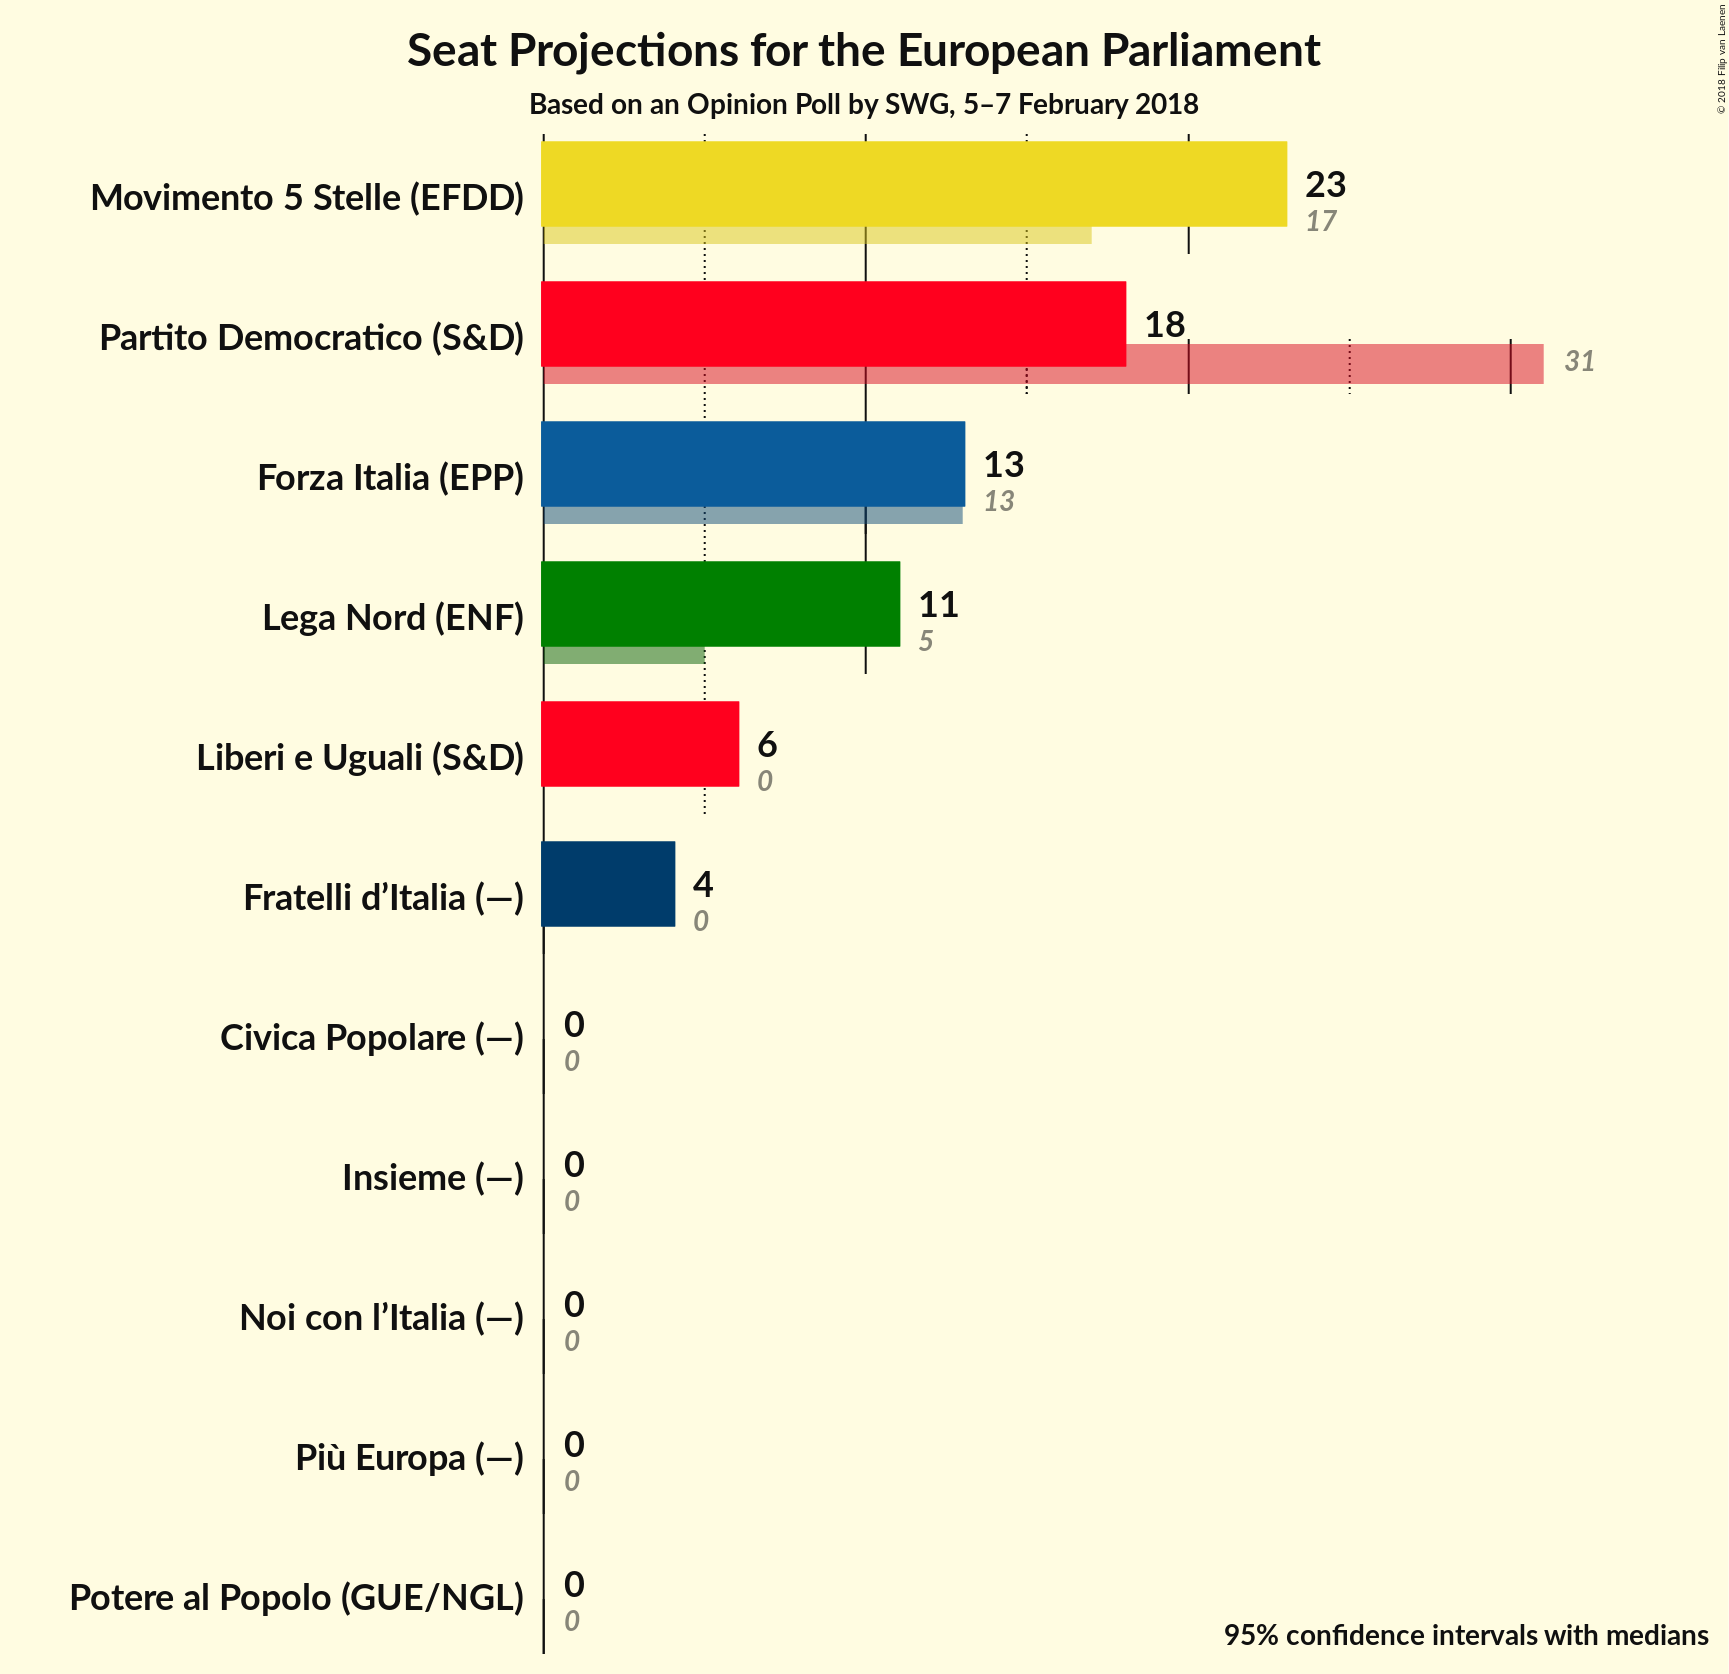 Seat Projections for the European Parliament
Based on an Opinion Poll by SWG, 5–7 February 2018
© 2018 Filip van Laenen
Movimento 5 Stelle (EFDD)
23
17
Partito Democratico (S&D)
18
31
Forza Italia (EPP)
13
13
Lega Nord (ENF)
11
5
Liberi e Uguali (S&D)
6
0
Fratelli d’Italia (—)
4
0
Civica Popolare (—)
0
0
Insieme (—)
0
0
Noi con l’Italia (—)
0
0
Più Europa (—)
0
0
Potere al Popolo (GUE/NGL)
0
0
95% confidence intervals with medians